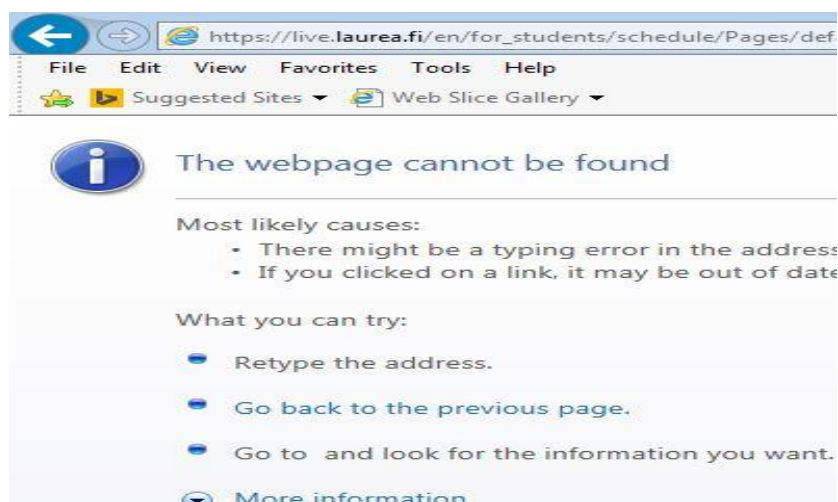 https://live.laurea.fi/en/for_students/schedule/Pages/def
File Edit View Favorites Tools Help
Suggested Sites Web Slice Gallery
The webpage cannot be found
Most likely causes:
• There might be a typing error in the address
• If you clicked on a link, it may be out of date
What you can try:
Retype the address.
Go back to the previous page.
Go to and look for the information you want.
More information